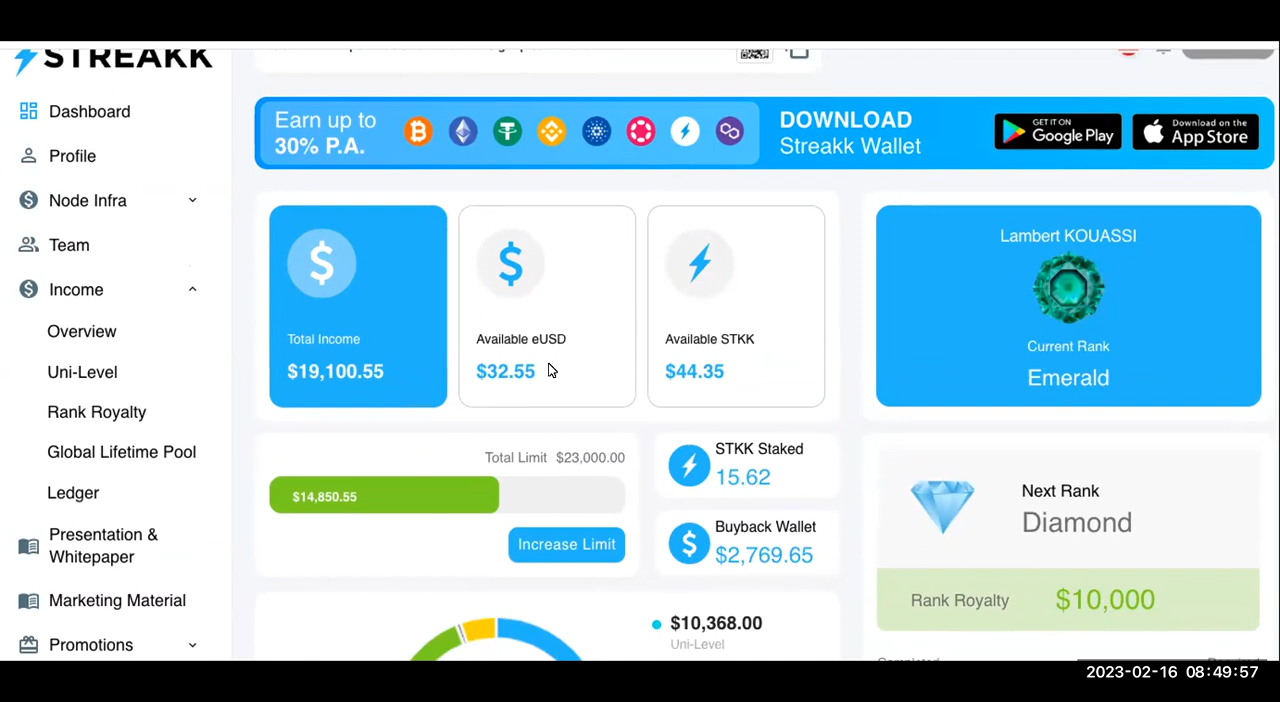 STREAKK
Dashboard
Profile
Node Infra
Team
Income
Overview
Uni-Level
Rank Royalty
Global Lifetime Pool
Ledger
Presentation &
Whitepaper
Marketing Material
Promotions
Earn up to
30% P.A.
DOWNLOAD
Streakk Wallet
GET IT ON
Google Play
Download on the
App Store
Total Income
$19,100.55
Available eUSD
$32.55
Available STKK
$44.35
Lambert KOUASSI
Current Rank
Emerald
Total Limit $23,000.00
$14,850.55
Increase Limit
STKK Staked
15.62
Buyback Wallet
$2,769.65
Next Rank
Diamond
Rank Royalty $10,000
$10,368.00
Uni-Level
2023-02-16 08:49:57